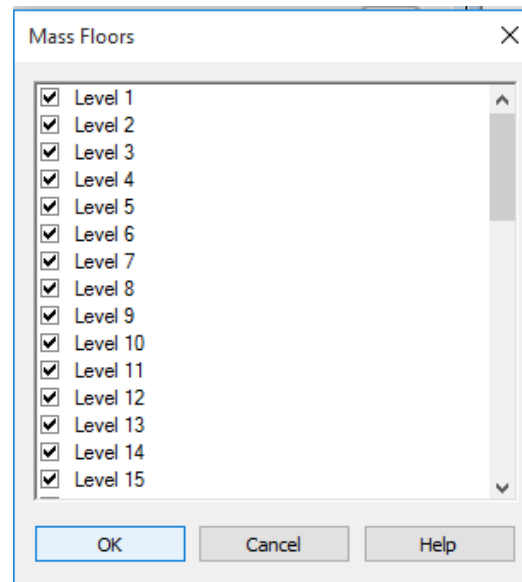 Mass Floors
Level 1
Level 2
Level 3
Level 4
Level 5
Level 6
Level 7
Level 8
Level 9
Level 10
Level 11
Level 12
Level 13
Level 14
Level 15
OK Cancel Help